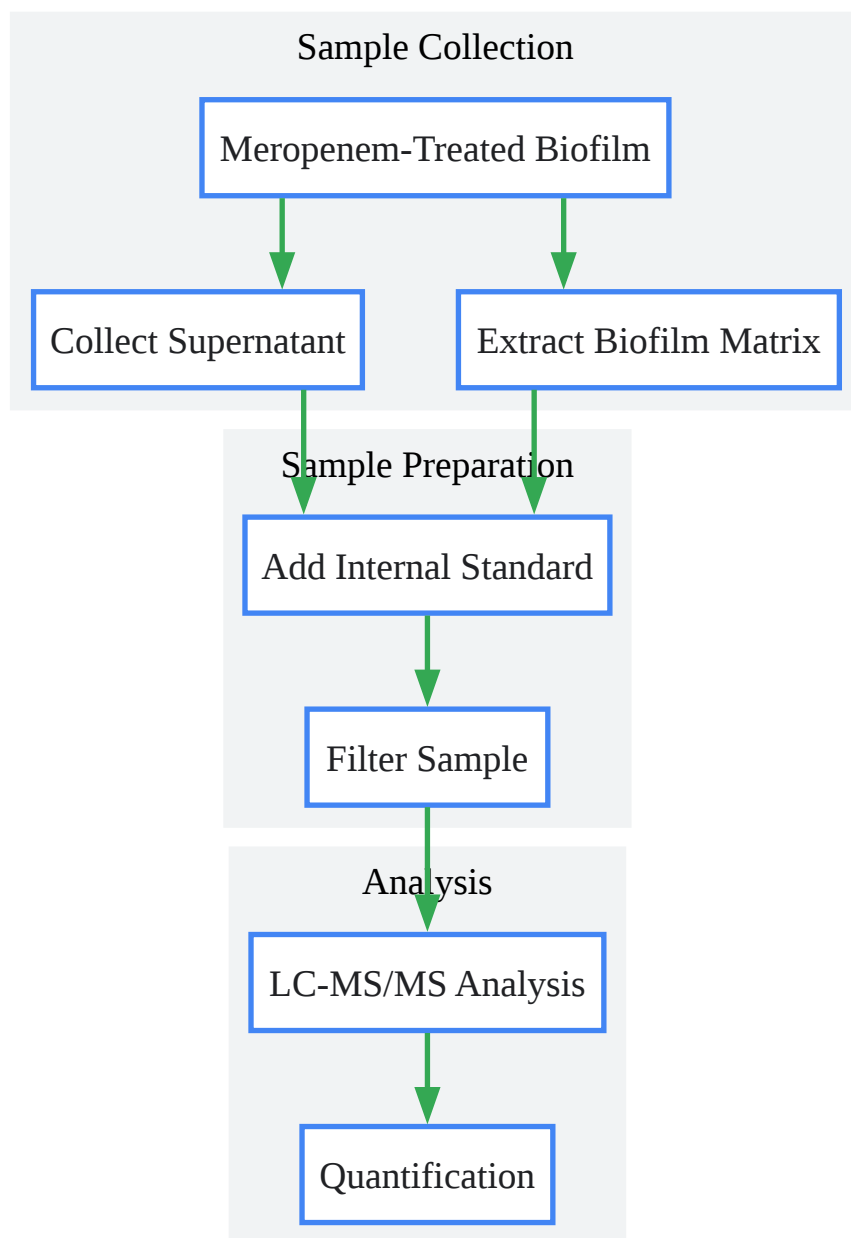 Sample Collection
Meropenem-Treated Biofilm
Collect Supernatant
Extract Biofilm Matrix
Sample Preparation
Add Internal Standard
Filter Sample
Analysis
LC-MS/MS Analysis
Quantification